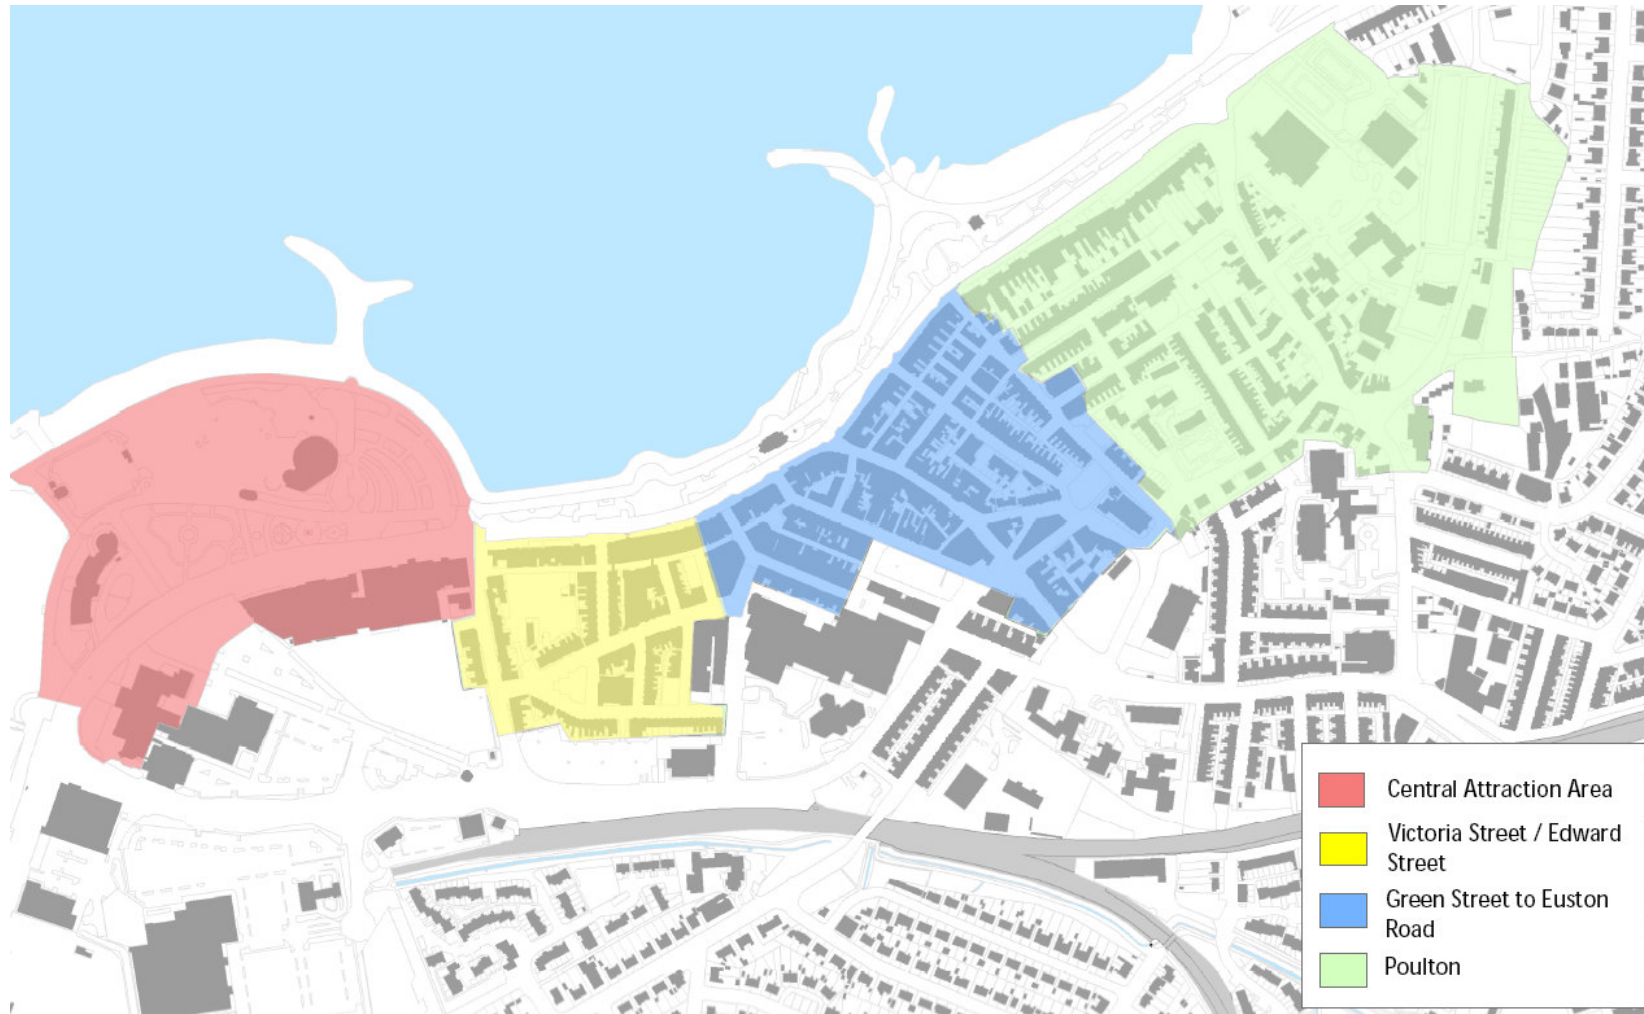 Central Attraction Area
Victoria Street / Edward
Street
Green Street to Euston
Road
Poulton